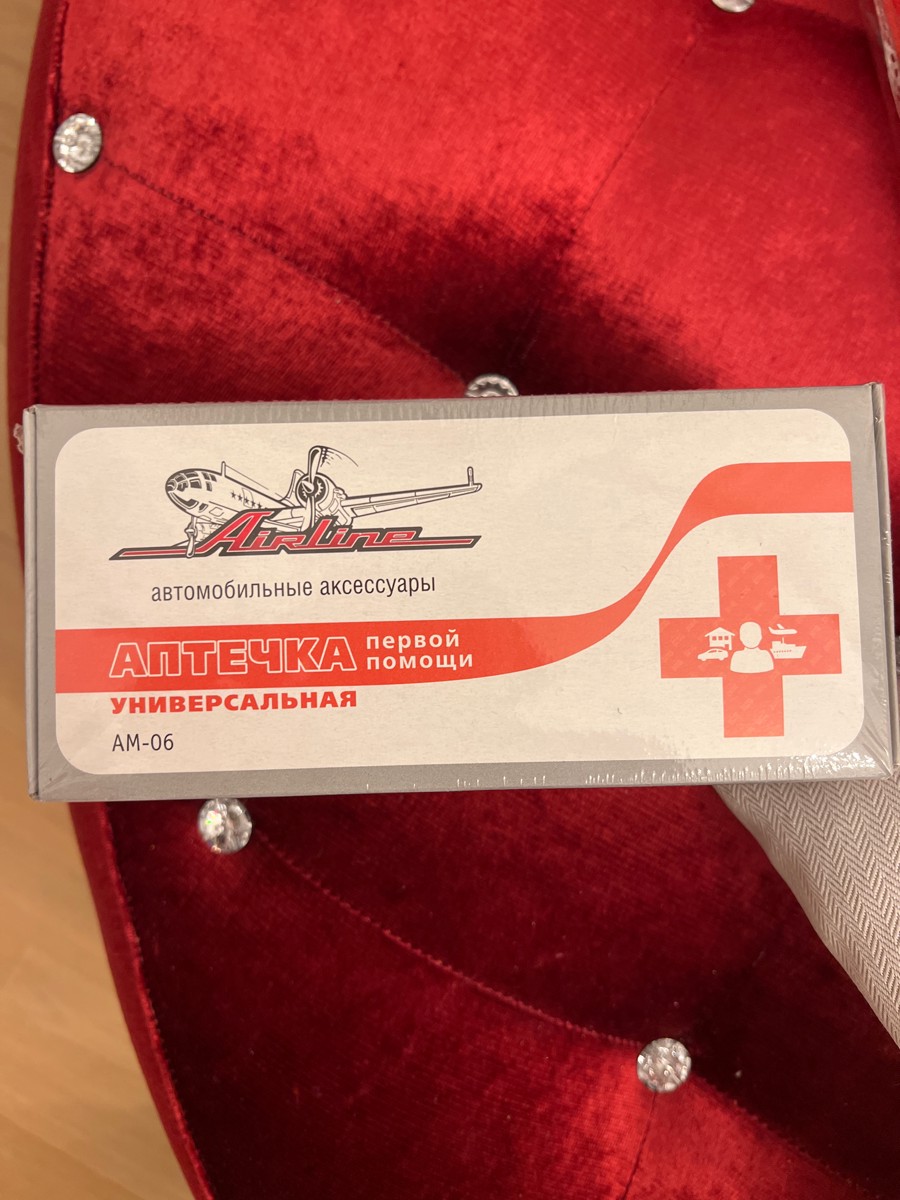 AIRLINE
автомобильные аксессуары
АПТЕЧКА первой помощи
УНИВЕРСАЛЬНАЯ
АМ-06